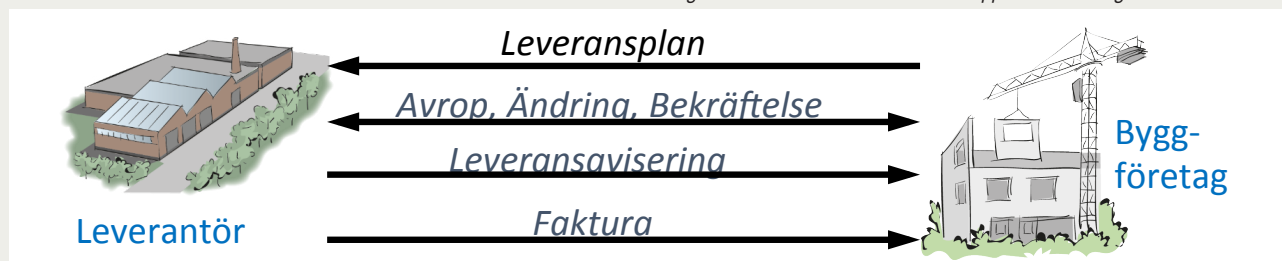 Leveransplan
Avrop, Ändring, Bekräftelse
Leveransavisering
Faktura
Leverantör
Bygg-
företag